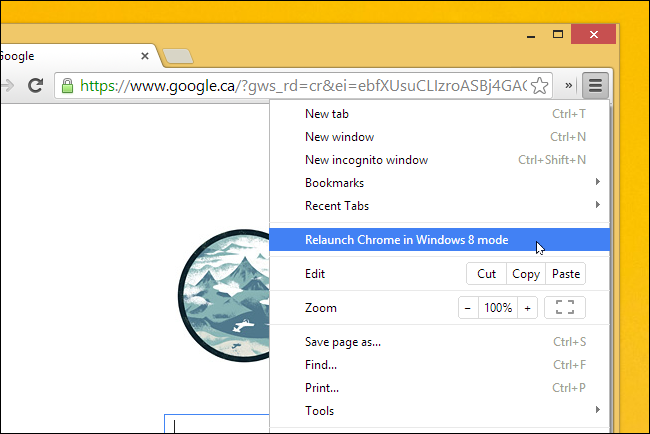 Google
https://www.google.ca/?gws_rd=cr&ei=ebfXUsuCLIzroASBj4GAC
»
New tab Ctrl+T
New window Ctrl+N
New incognito window Ctrl+Shift+N
Bookmarks
Recent Tabs
Relaunch Chrome in Windows 8 mode
Edit Cut Copy Paste
Zoom − 100% +
Save page as... Ctrl+S
Find... Ctrl+F
Print... Ctrl+P
Tools